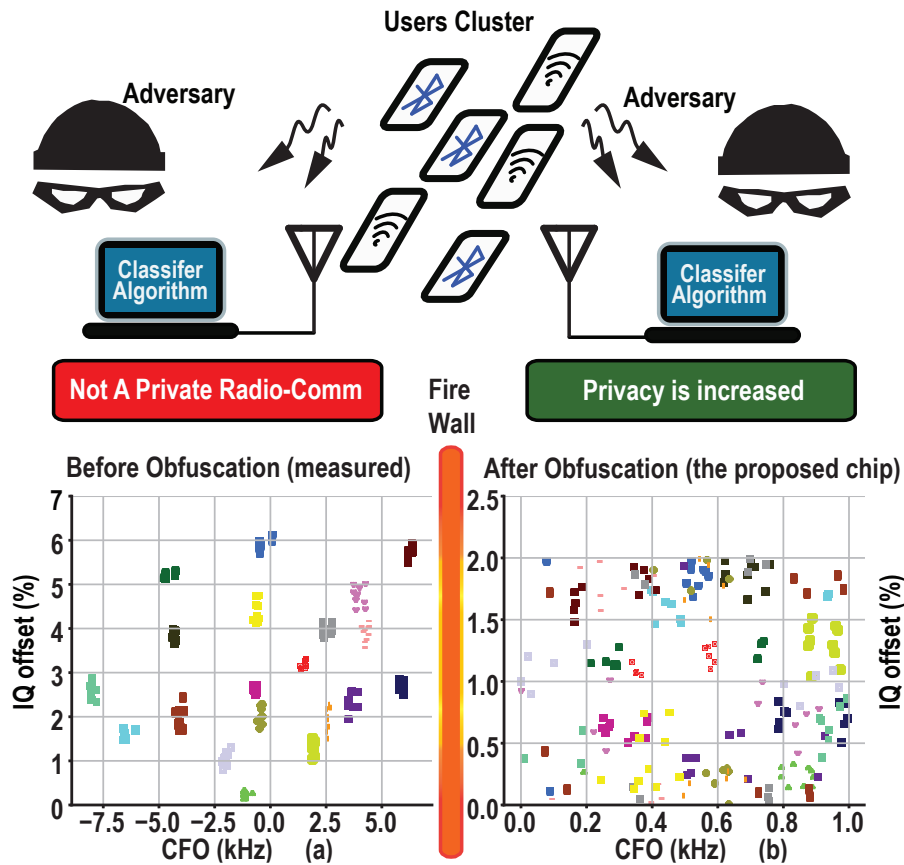 Users Cluster
Adversary
Adversary
Classifer
Algorithm
Classifer
Algorithm
Not A Private Radio-Comm
Fire
Wall
Privacy is increased
Before Obfuscation (measured)
After Obfuscation (the proposed chip)
IQ offset (%)
7
6
5
4
3
2
1
0
-7.5
-5.0
-2.5
0.0
2.5
5.0
CFO (kHz)
(a)
2.5
2.0
1.5
1.0
0.5
0.0
0.0
0.2
0.4
0.6
0.8
1.0
CFO (kHz)
(b)
IQ offset (%)